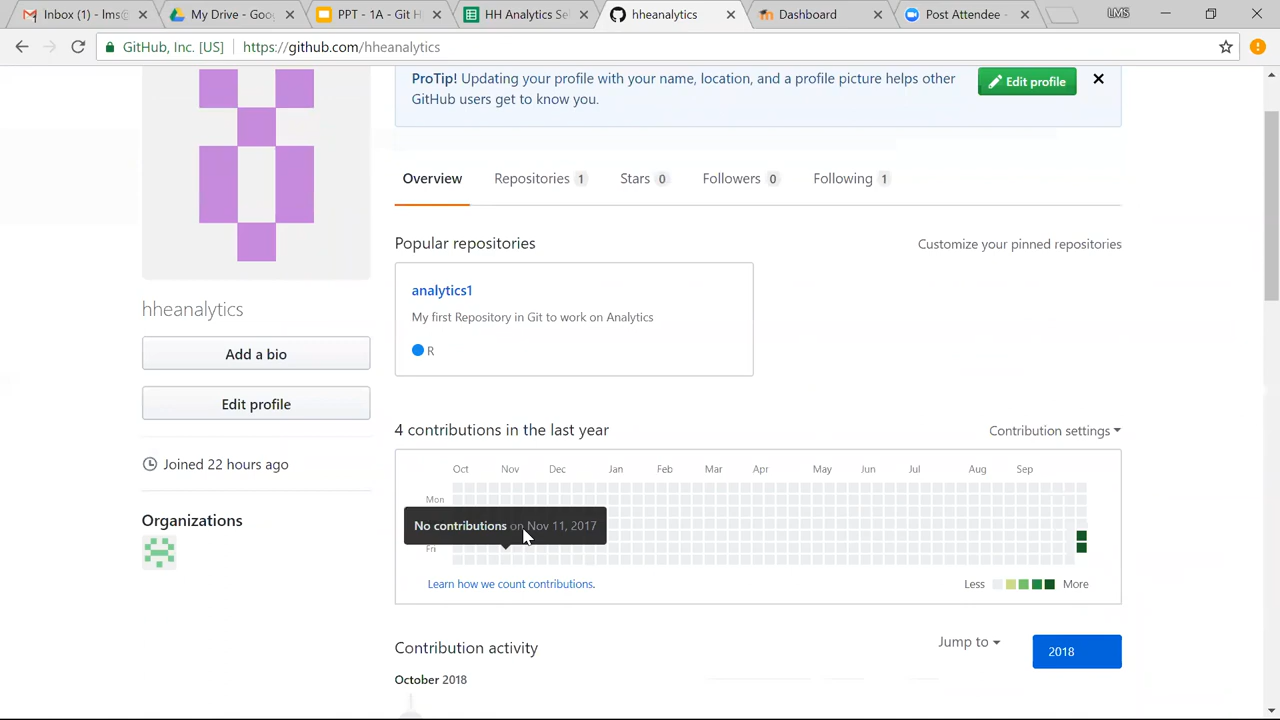 Inbox (1) - lms@
My Drive - Goo
PPT - 1A - Git H
HH Analytics Se
hheanalytics
Dashboard
Post Attendee -
LMS
GitHub, Inc. [US]
https://github.com/hheanalytics
ProTip! Updating your profile with your name, location, and a profile picture helps other
GitHub users get to know you.
Edit profile
Overview
Repositories 1
Stars 0
Followers 0
Following 1
Popular repositories
Customize your pinned repositories
analytics1
My first Repository in Git to work on Analytics
R
hheanalytics
Add a bio
Edit profile
Joined 22 hours ago
Organizations
4 contributions in the last year
Contribution settings
Oct Nov Dec Jan Feb Mar Apr May Jun Jul Aug Sep
Mon
No contributions on Nov 11, 2017
Fri
Learn how we count contributions.
Less
More
Contribution activity
Jump to
2018
October 2018